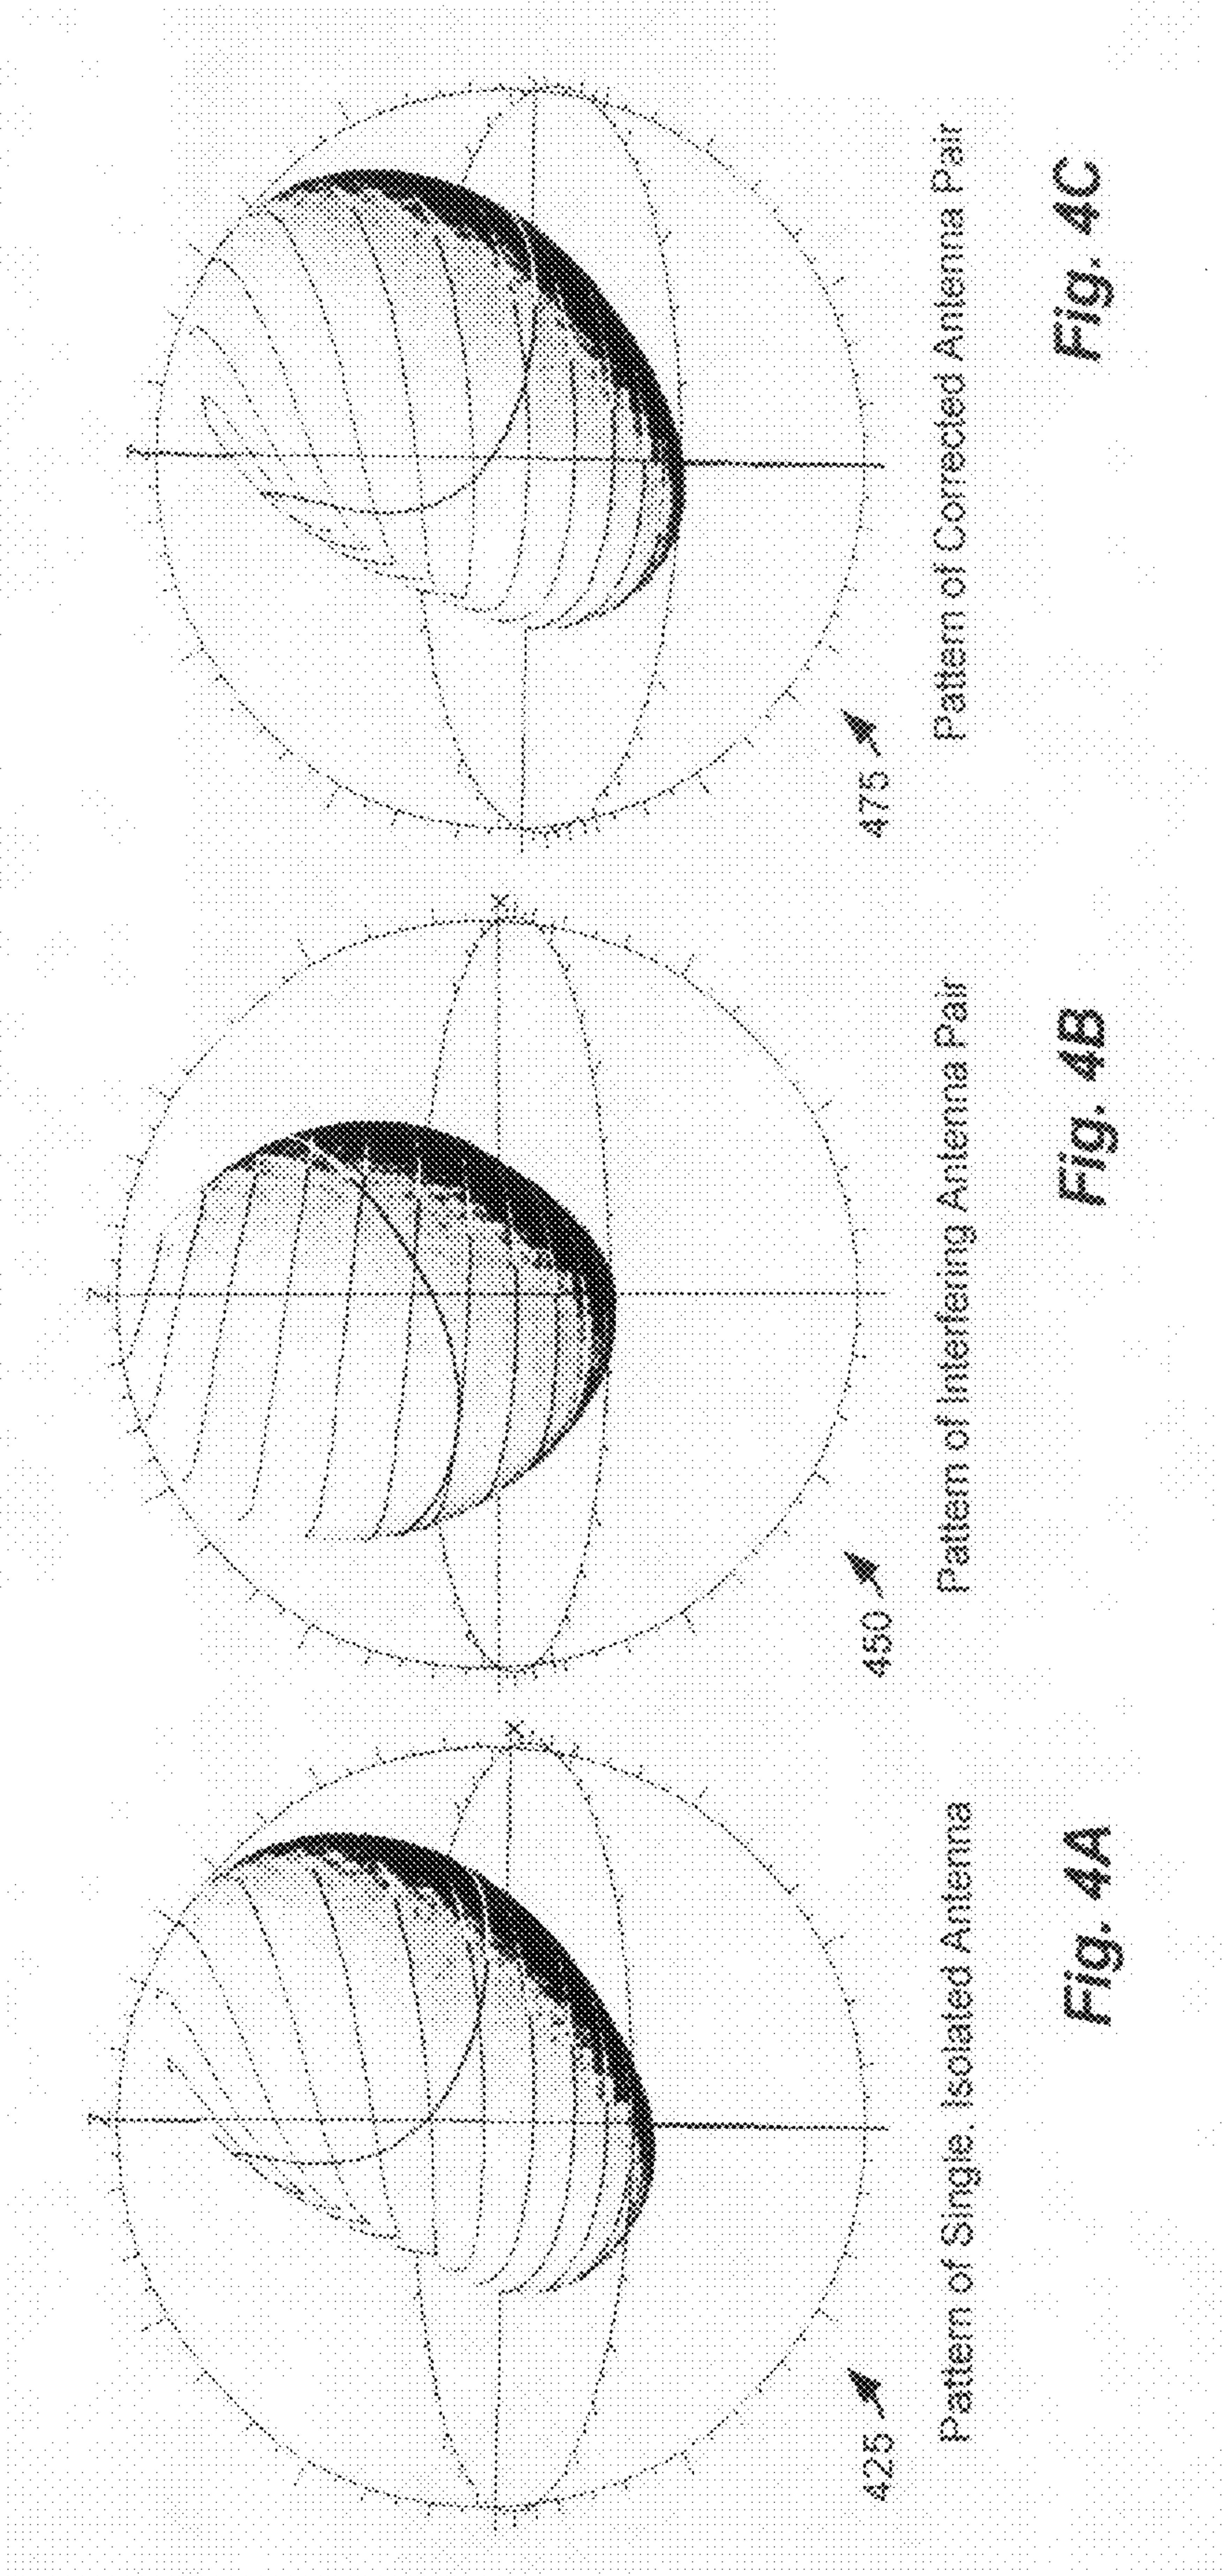 425
Pattern of Single, Isolated Antenna
Fig. 4A
x
450
Pattern of Interfering Antenna Pair
Fig. 4B
x
475
Pattern of Corrected Antenna Pair
Fig. 4C